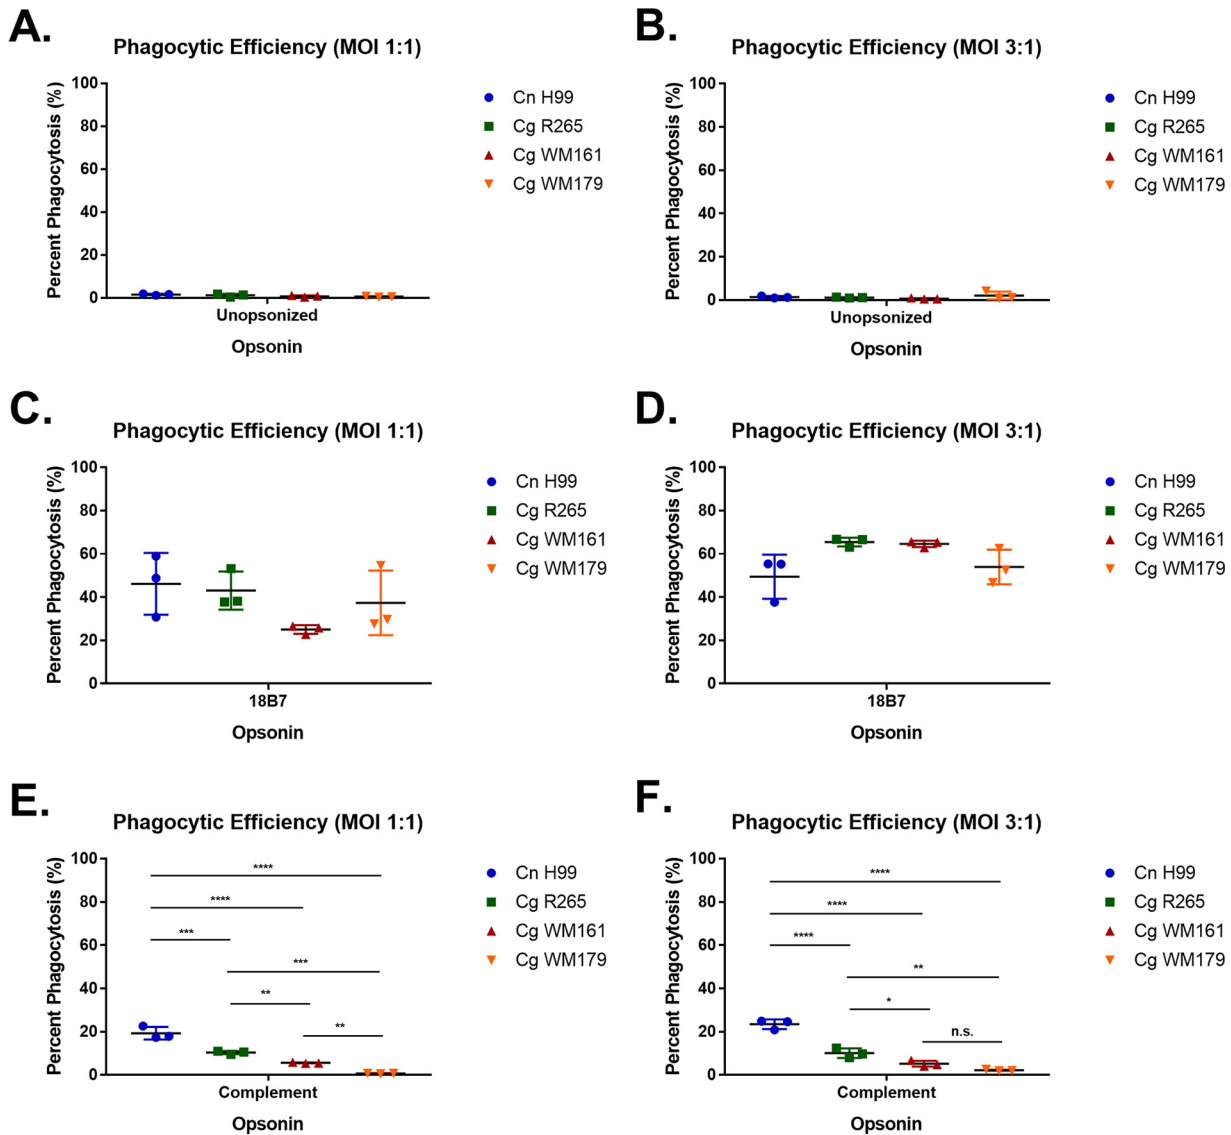 A.
Phagocytic Efficiency (MOI 1:1)
Percent Phagocytosis (%)
100
80
60
40
20
0
Unopsonized
Opsonin
Cn H99
Cg R265
Cg WM161
Cg WM179
B.
Phagocytic Efficiency (MOI 3:1)
Percent Phagocytosis (%)
100
80
60
40
20
0
Unopsonized
Opsonin
Cn H99
Cg R265
Cg WM161
Cg WM179
C.
Phagocytic Efficiency (MOI 1:1)
Percent Phagocytosis (%)
100
80
60
40
20
0
18B7
Opsonin
Cn H99
Cg R265
Cg WM161
Cg WM179
D.
Phagocytic Efficiency (MOI 3:1)
Percent Phagocytosis (%)
100
80
60
40
20
0
18B7
Opsonin
Cn H99
Cg R265
Cg WM161
Cg WM179
E.
Phagocytic Efficiency (MOI 1:1)
Percent Phagocytosis (%)
100
80
60
40
20
0
****
****
***
***
**
**
Complement
Opsonin
Cn H99
Cg R265
Cg WM161
Cg WM179
F.
Phagocytic Efficiency (MOI 3:1)
Percent Phagocytosis (%)
100
80
60
40
20
0
****
****
****
**
*
n.s.
Complement
Opsonin
Cn H99
Cg R265
Cg WM161
Cg WM179